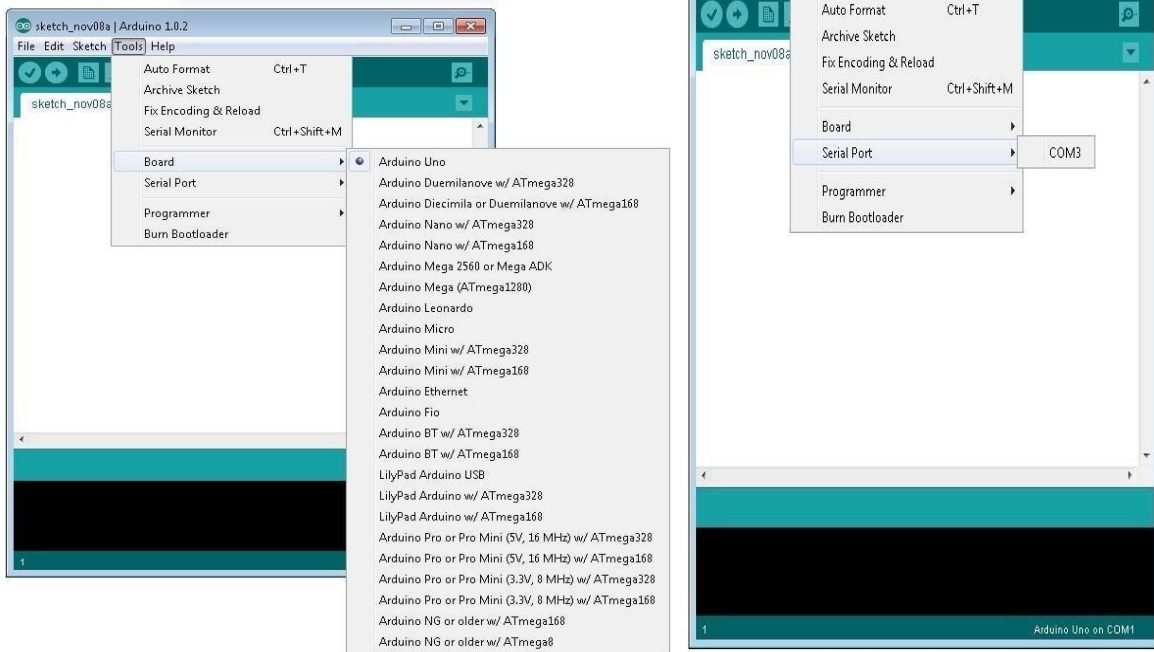 sketch_nov08a | Arduino 1.0.2
File Edit Sketch Tools Help
sketch_nov08a
Auto Format Ctrl+T
Archive Sketch
Fix Encoding & Reload
Serial Monitor Ctrl+Shift+M
Board
Serial Port
Programmer
Burn Bootloader
Arduino Uno
Arduino Duemilanove w/ ATmega328
Arduino Diecimila or Duemilanove w/ ATmega168
Arduino Nano w/ ATmega328
Arduino Nano w/ ATmega168
Arduino Mega 2560 or Mega ADK
Arduino Mega (ATmega1280)
Arduino Leonardo
Arduino Micro
Arduino Mini w/ ATmega328
Arduino Mini w/ ATmega168
Arduino Ethernet
Arduino Fio
Arduino BT w/ ATmega328
Arduino BT w/ ATmega168
LilyPad Arduino USB
LilyPad Arduino w/ ATmega328
LilyPad Arduino w/ ATmega168
Arduino Pro or Pro Mini (5V, 16 MHz) w/ ATmega328
Arduino Pro or Pro Mini (5V, 16 MHz) w/ ATmega168
Arduino Pro or Pro Mini (3.3V, 8 MHz) w/ ATmega328
Arduino Pro or Pro Mini (3.3V, 8 MHz) w/ ATmega168
Arduino NG or older w/ ATmega168
Arduino NG or older w/ ATmega8
1
Auto Format Ctrl+T
Archive Sketch
Fix Encoding & Reload
Serial Monitor Ctrl+Shift+M
Board
Serial Port
COM3
Programmer
Burn Bootloader
sketch_nov08a
1
Arduino Uno on COM1